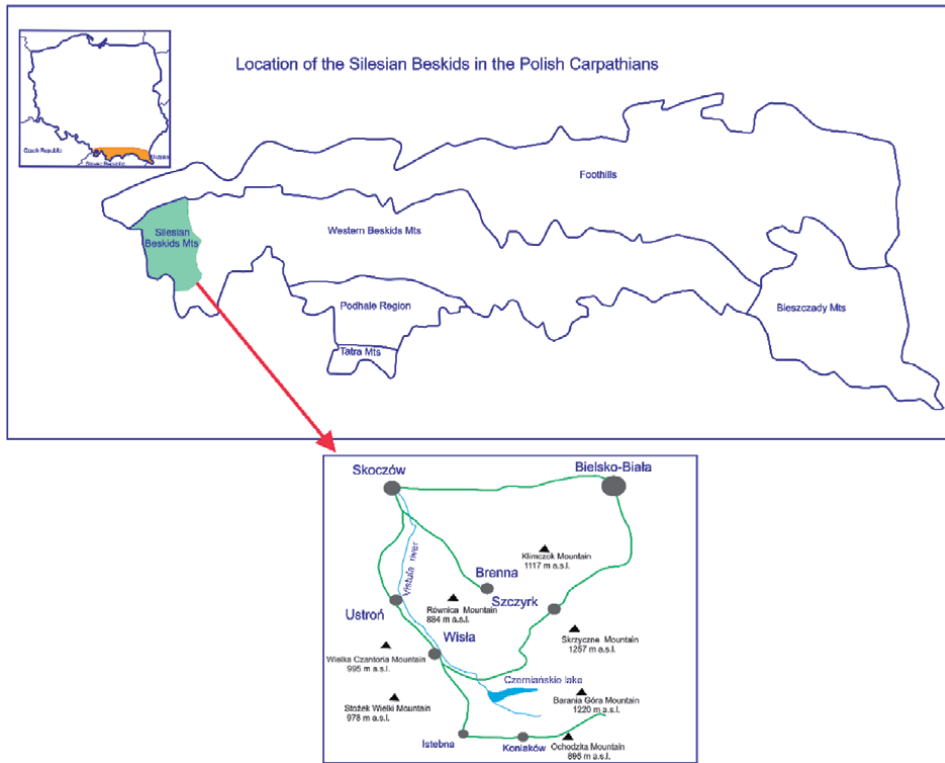 Location of the Silesian Beskids in the Polish Carpathians
Czech Republic
Foothills
Silesian
Beskids Mts
Western Beskids Mts
Podhale Region
Bieszczady Mts
Tatra Mts
Skoczów
Bielsko-Biała
Vistula river
Klimczok Mountain
1117 m a.s.l.
Brenna
Szczyrk
Ustroń
Równica Mountain
884 m a.s.l.
Wisła
Skrzyczne Mountain
1257 m a.s.l.
Wielka Czantoria Mountain
995 m a.s.l.
Czerniańskie lake
Stożek Wielki Mountain
978 m a.s.l.
Barania Góra Mountain
1220 m a.s.l.
Istebna
Koniaków
Ochodzka Mountain
895 m a.s.l.